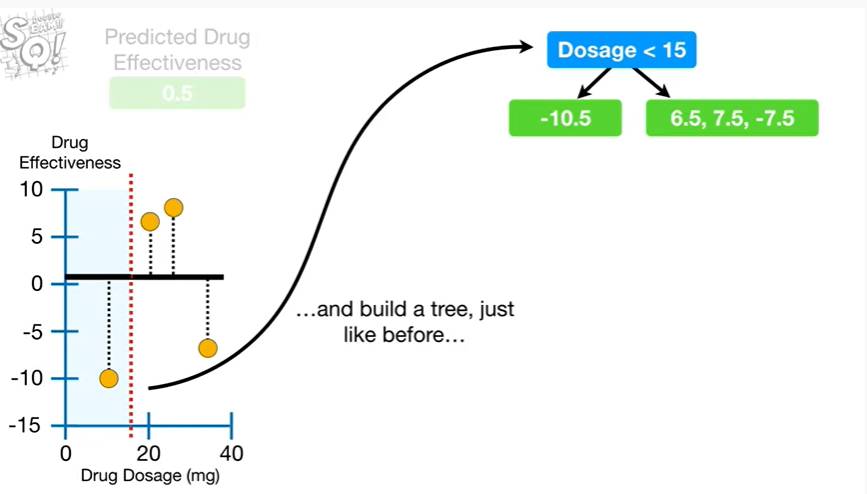 SQ!
Predicted Drug
Effectiveness
0.5
Dosage < 15
-10.5
6.5, 7.5, -7.5
Drug
Effectiveness
10
5
0
-5
-10
-15
0
20
40
Drug Dosage (mg)
...and build a tree, just
like before...